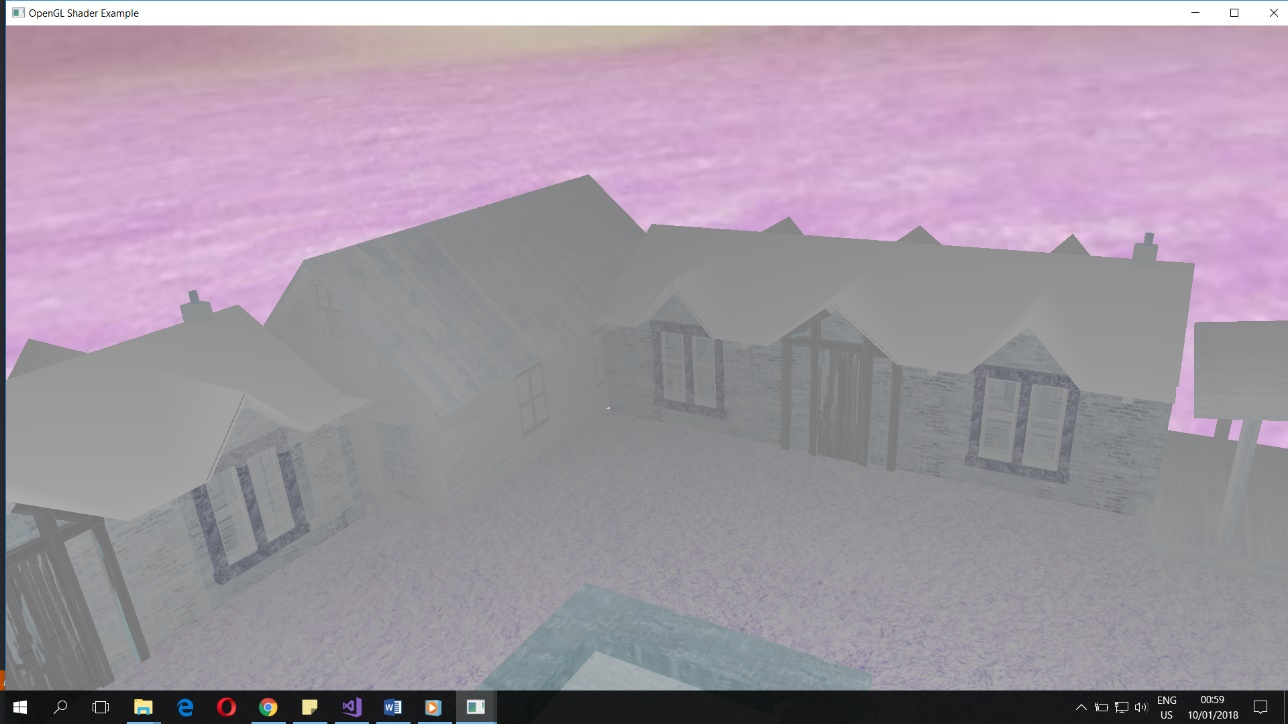 OpenGL Shader Example
ENG
US
00:59
10/01/2018